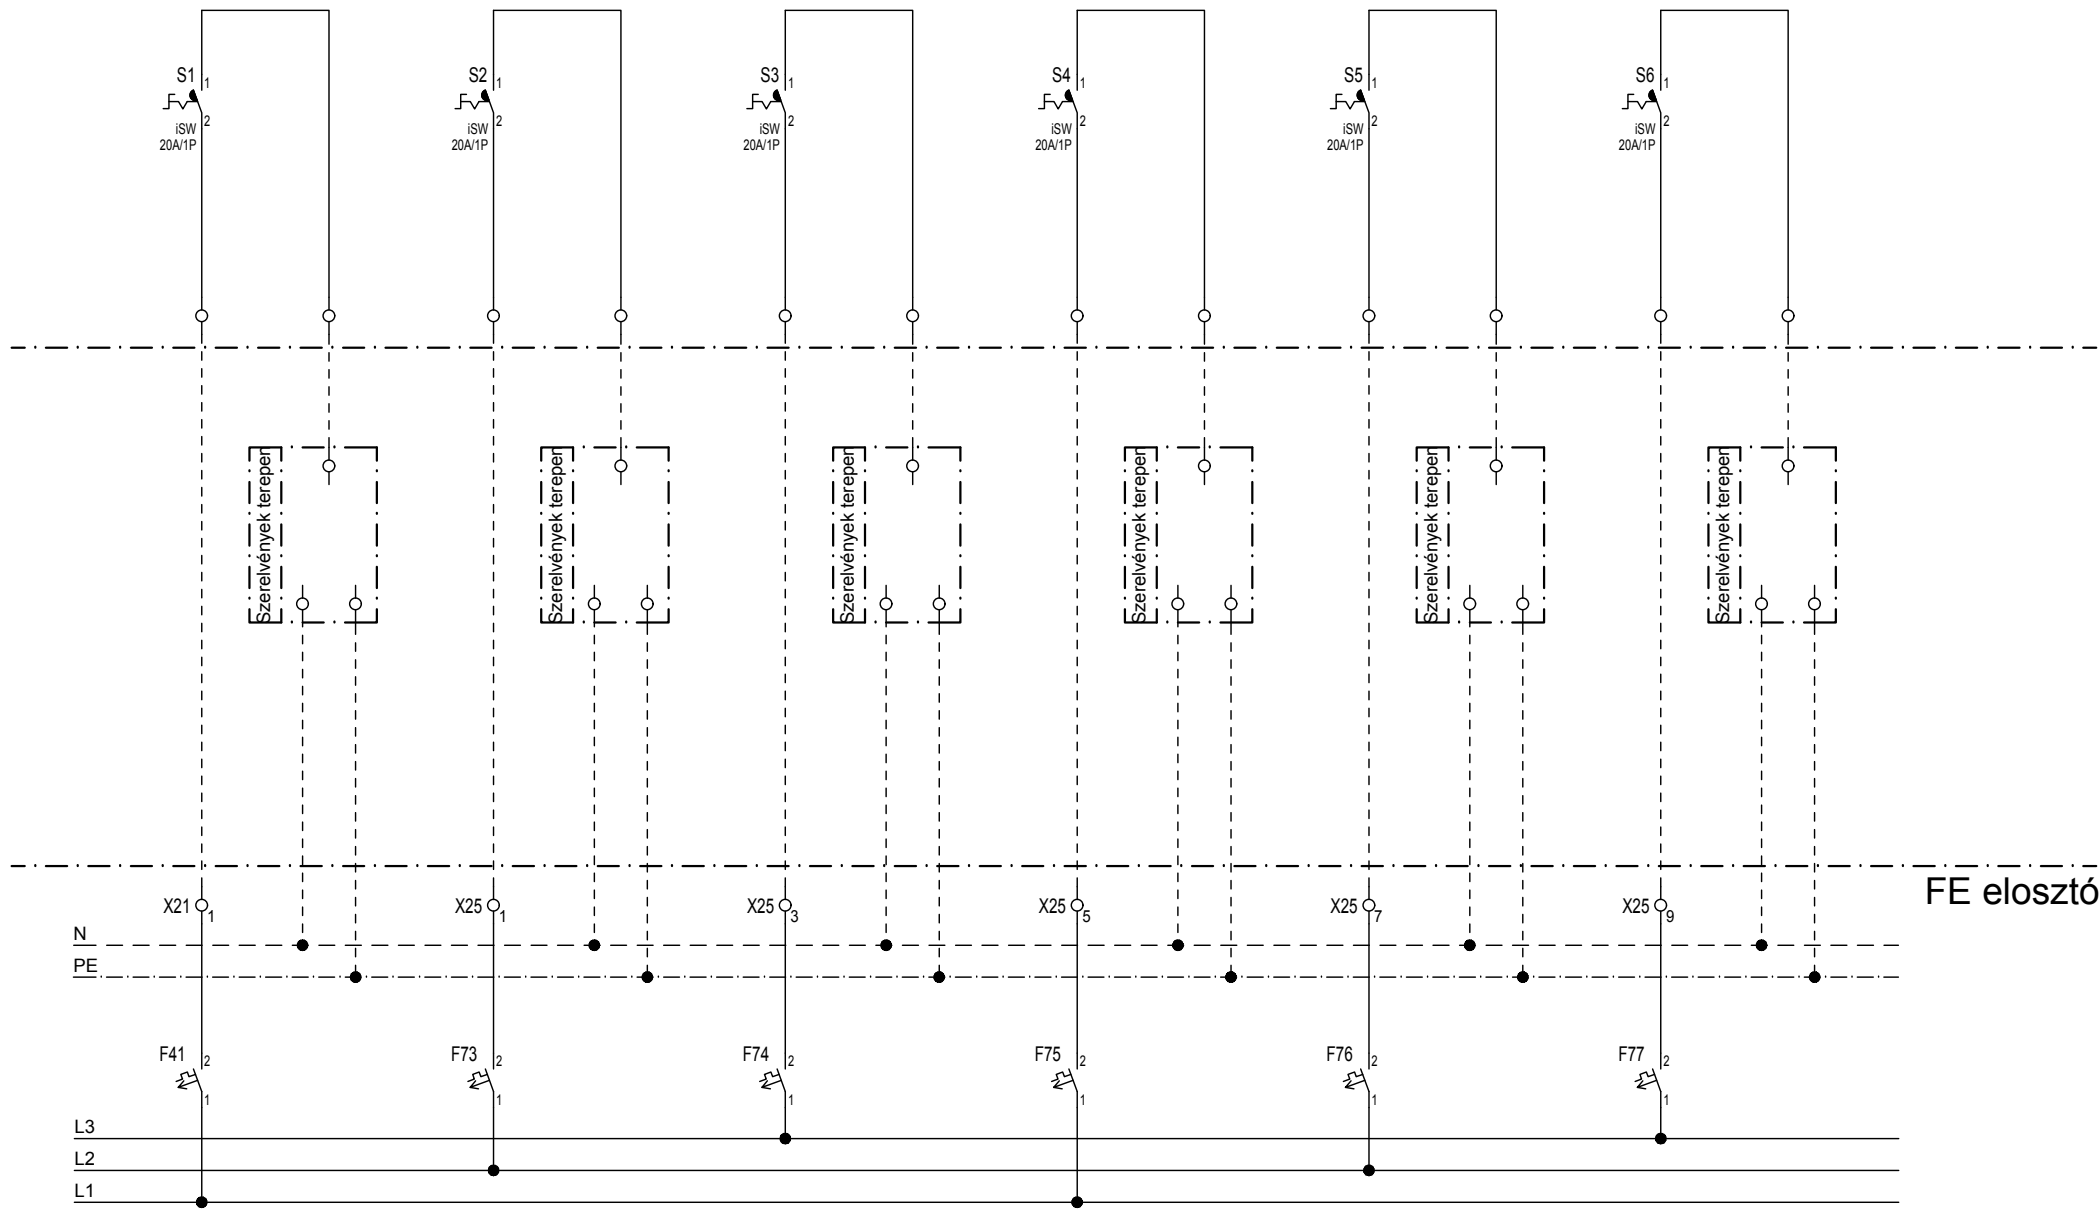 S1 1
S2 1
S3 1
S4 1
S5 1
S6 1
2
2
2
2
2
2
iSW
iSW
iSW
iSW
iSW
iSW
20A/1P
20A/1P
20A/1P
20A/1P
20A/1P
20A/1P
Szerelvények terepen
Szerelvények terepen
Szerelvények terepen
Szerelvények terepen
Szerelvények terepen
Szerelvények terepen
FE elosztó
X21 1
X25 1
X25 3
X25 5
X25 7
X25 9
N
PE
F41 2
F73 2
F74 2
F75 2
F76 2
F77 2
1
1
1
1
1
1
L3
L2
L1